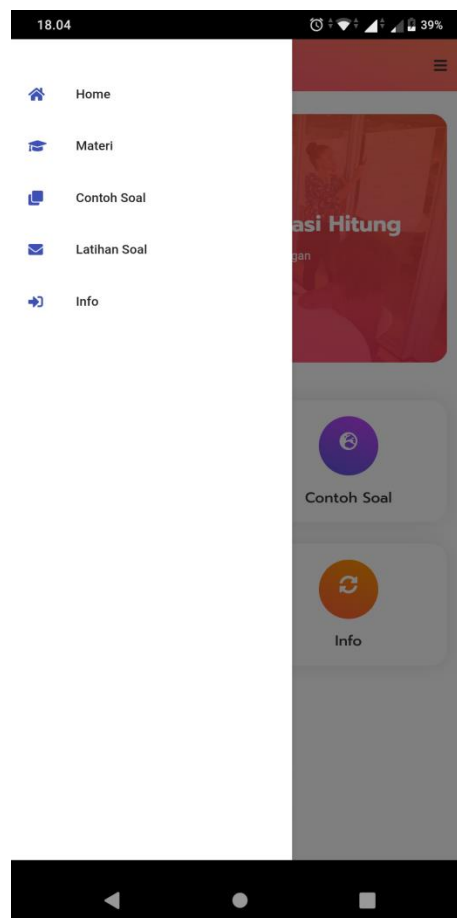 18.04
39%
Home
Materi
Contoh Soal
Latihan Soal
Info
asi Hitung
gan
Contoh Soal
Info